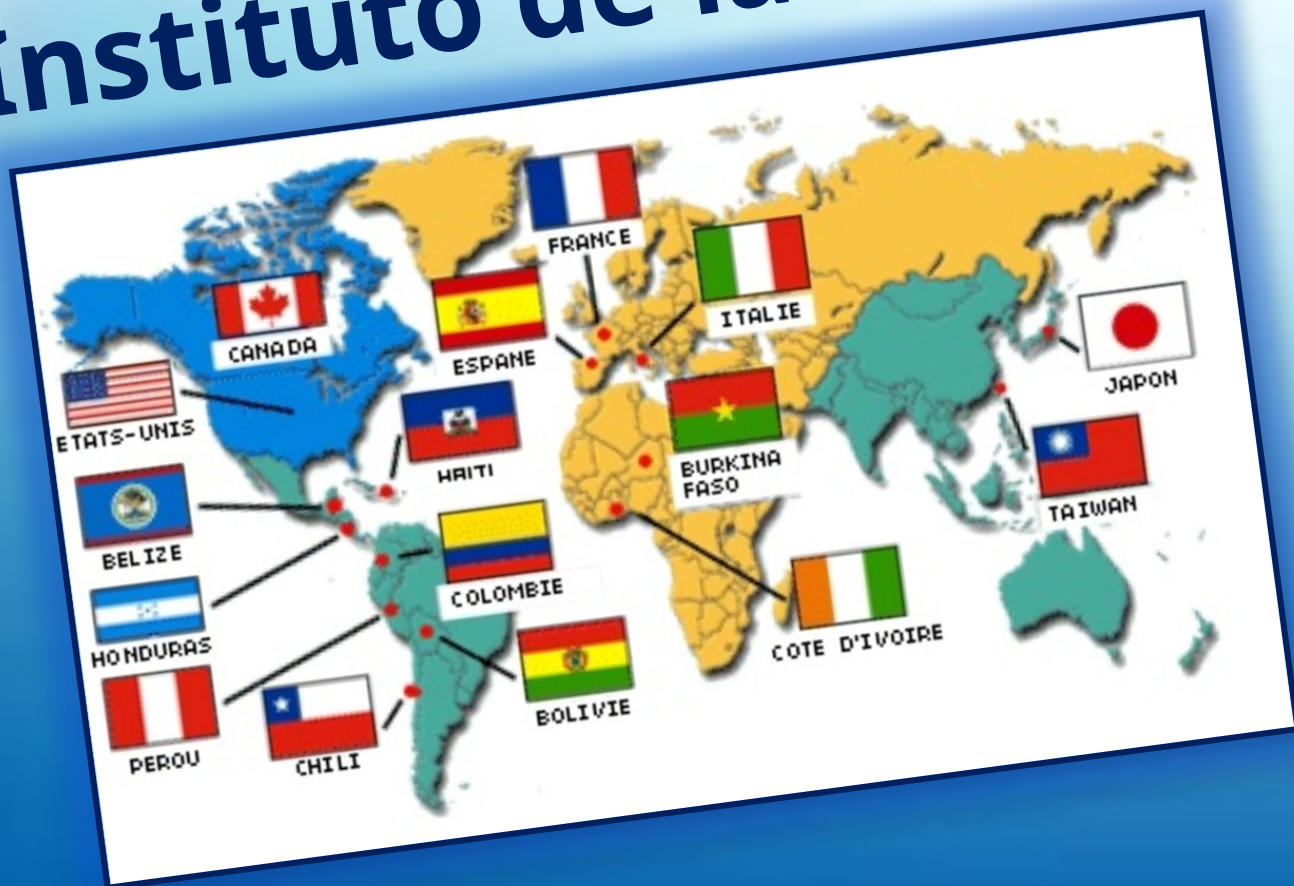 Instituto de la
FRANCE
ITALIE
CANADA
ESPANE
JAPON
ETATS-UNIS
HAITI
BURKINA
FASO
TAIWAN
BELIZE
COLOMBIE
HONDURAS
COTE D'IVOIRE
BOLIVIE
PEROU
CHILI